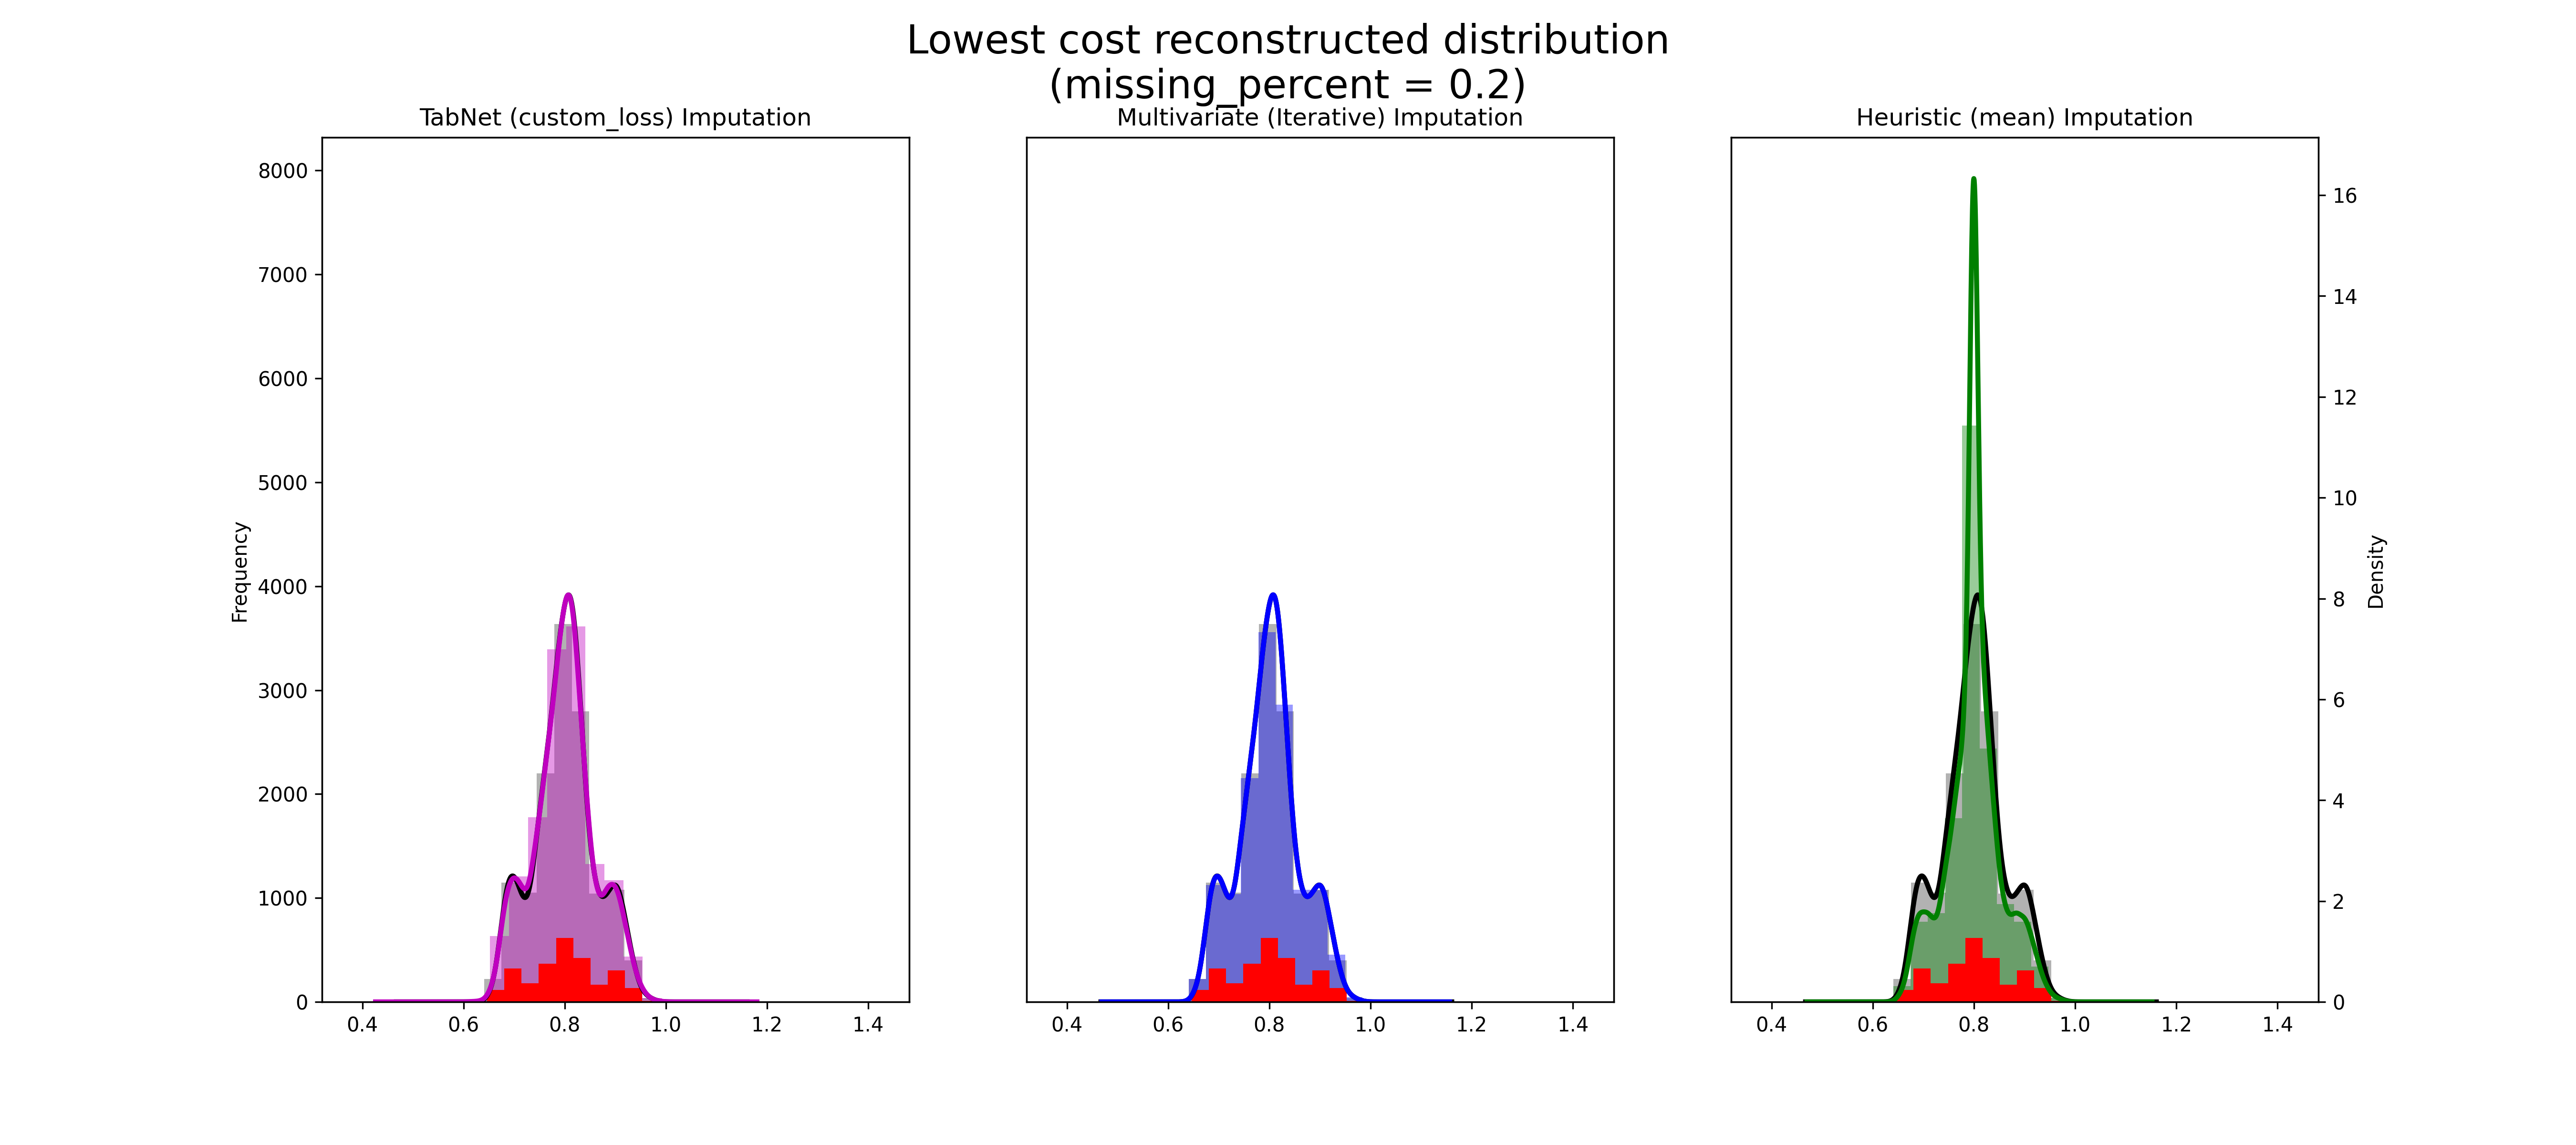 Lowest cost reconstructed distribution
(missing_percent = 0.2)
TabNet (custom_loss) Imputation
Multivariate (Iterative) Imputation
Heuristic (mean) Imputation
Frequency
8000
7000
6000
5000
4000
3000
2000
1000
0
0.4 0.6 0.8 1.0 1.2 1.4
0.4 0.6 0.8 1.0 1.2 1.4
0.4 0.6 0.8 1.0 1.2 1.4
16
14
12
10
8
6
4
2
0
Density